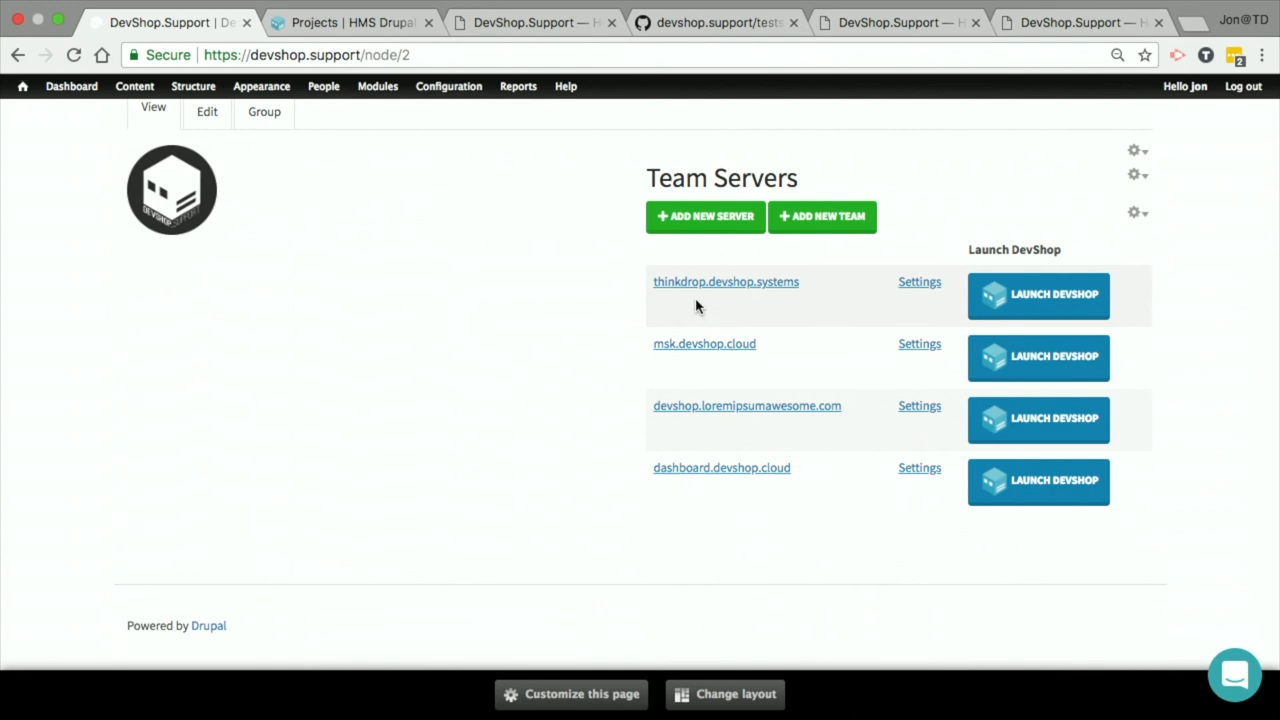 DevShop.Support | De
Projects | HMS Drupal
DevShop.Support — H
devshop.support/tests
DevShop.Support — H
DevShop.Support — H
Jon@TD
Secure https://devshop.support/node/2
T
2
Dashboard Content Structure Appearance People Modules Configuration Reports Help Hello jon Log out
View Edit Group
DEVSHOP.SUPPORT
Team Servers
+ ADD NEW SERVER + ADD NEW TEAM
Launch DevShop
thinkdrop.devshop.systems Settings LAUNCH DEVSHOP
msk.devshop.cloud Settings LAUNCH DEVSHOP
devshop.loremipsumawesome.com Settings LAUNCH DEVSHOP
dashboard.devshop.cloud Settings LAUNCH DEVSHOP
Powered by Drupal
Customize this page Change layout